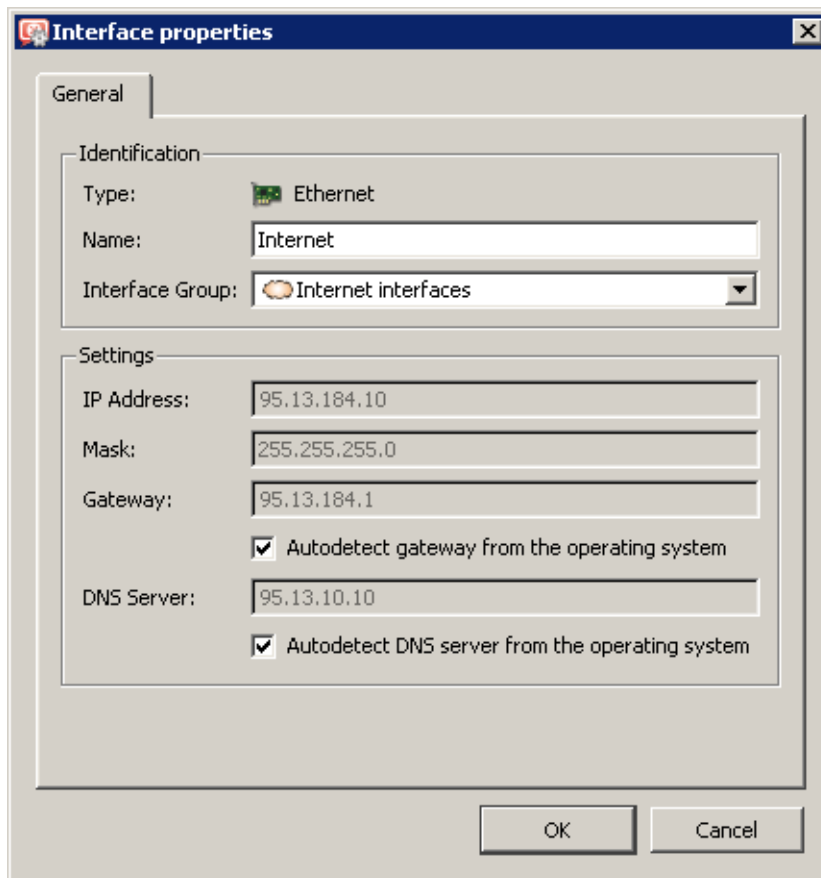 Interface properties
General
Identification
Type: Ethernet
Name: Internet
Interface Group: Internet interfaces
Settings
IP Address: 95.13.184.10
Mask: 255.255.255.0
Gateway: 95.13.184.1
Autodetect gateway from the operating system
DNS Server: 95.13.10.10
Autodetect DNS server from the operating system
OK Cancel